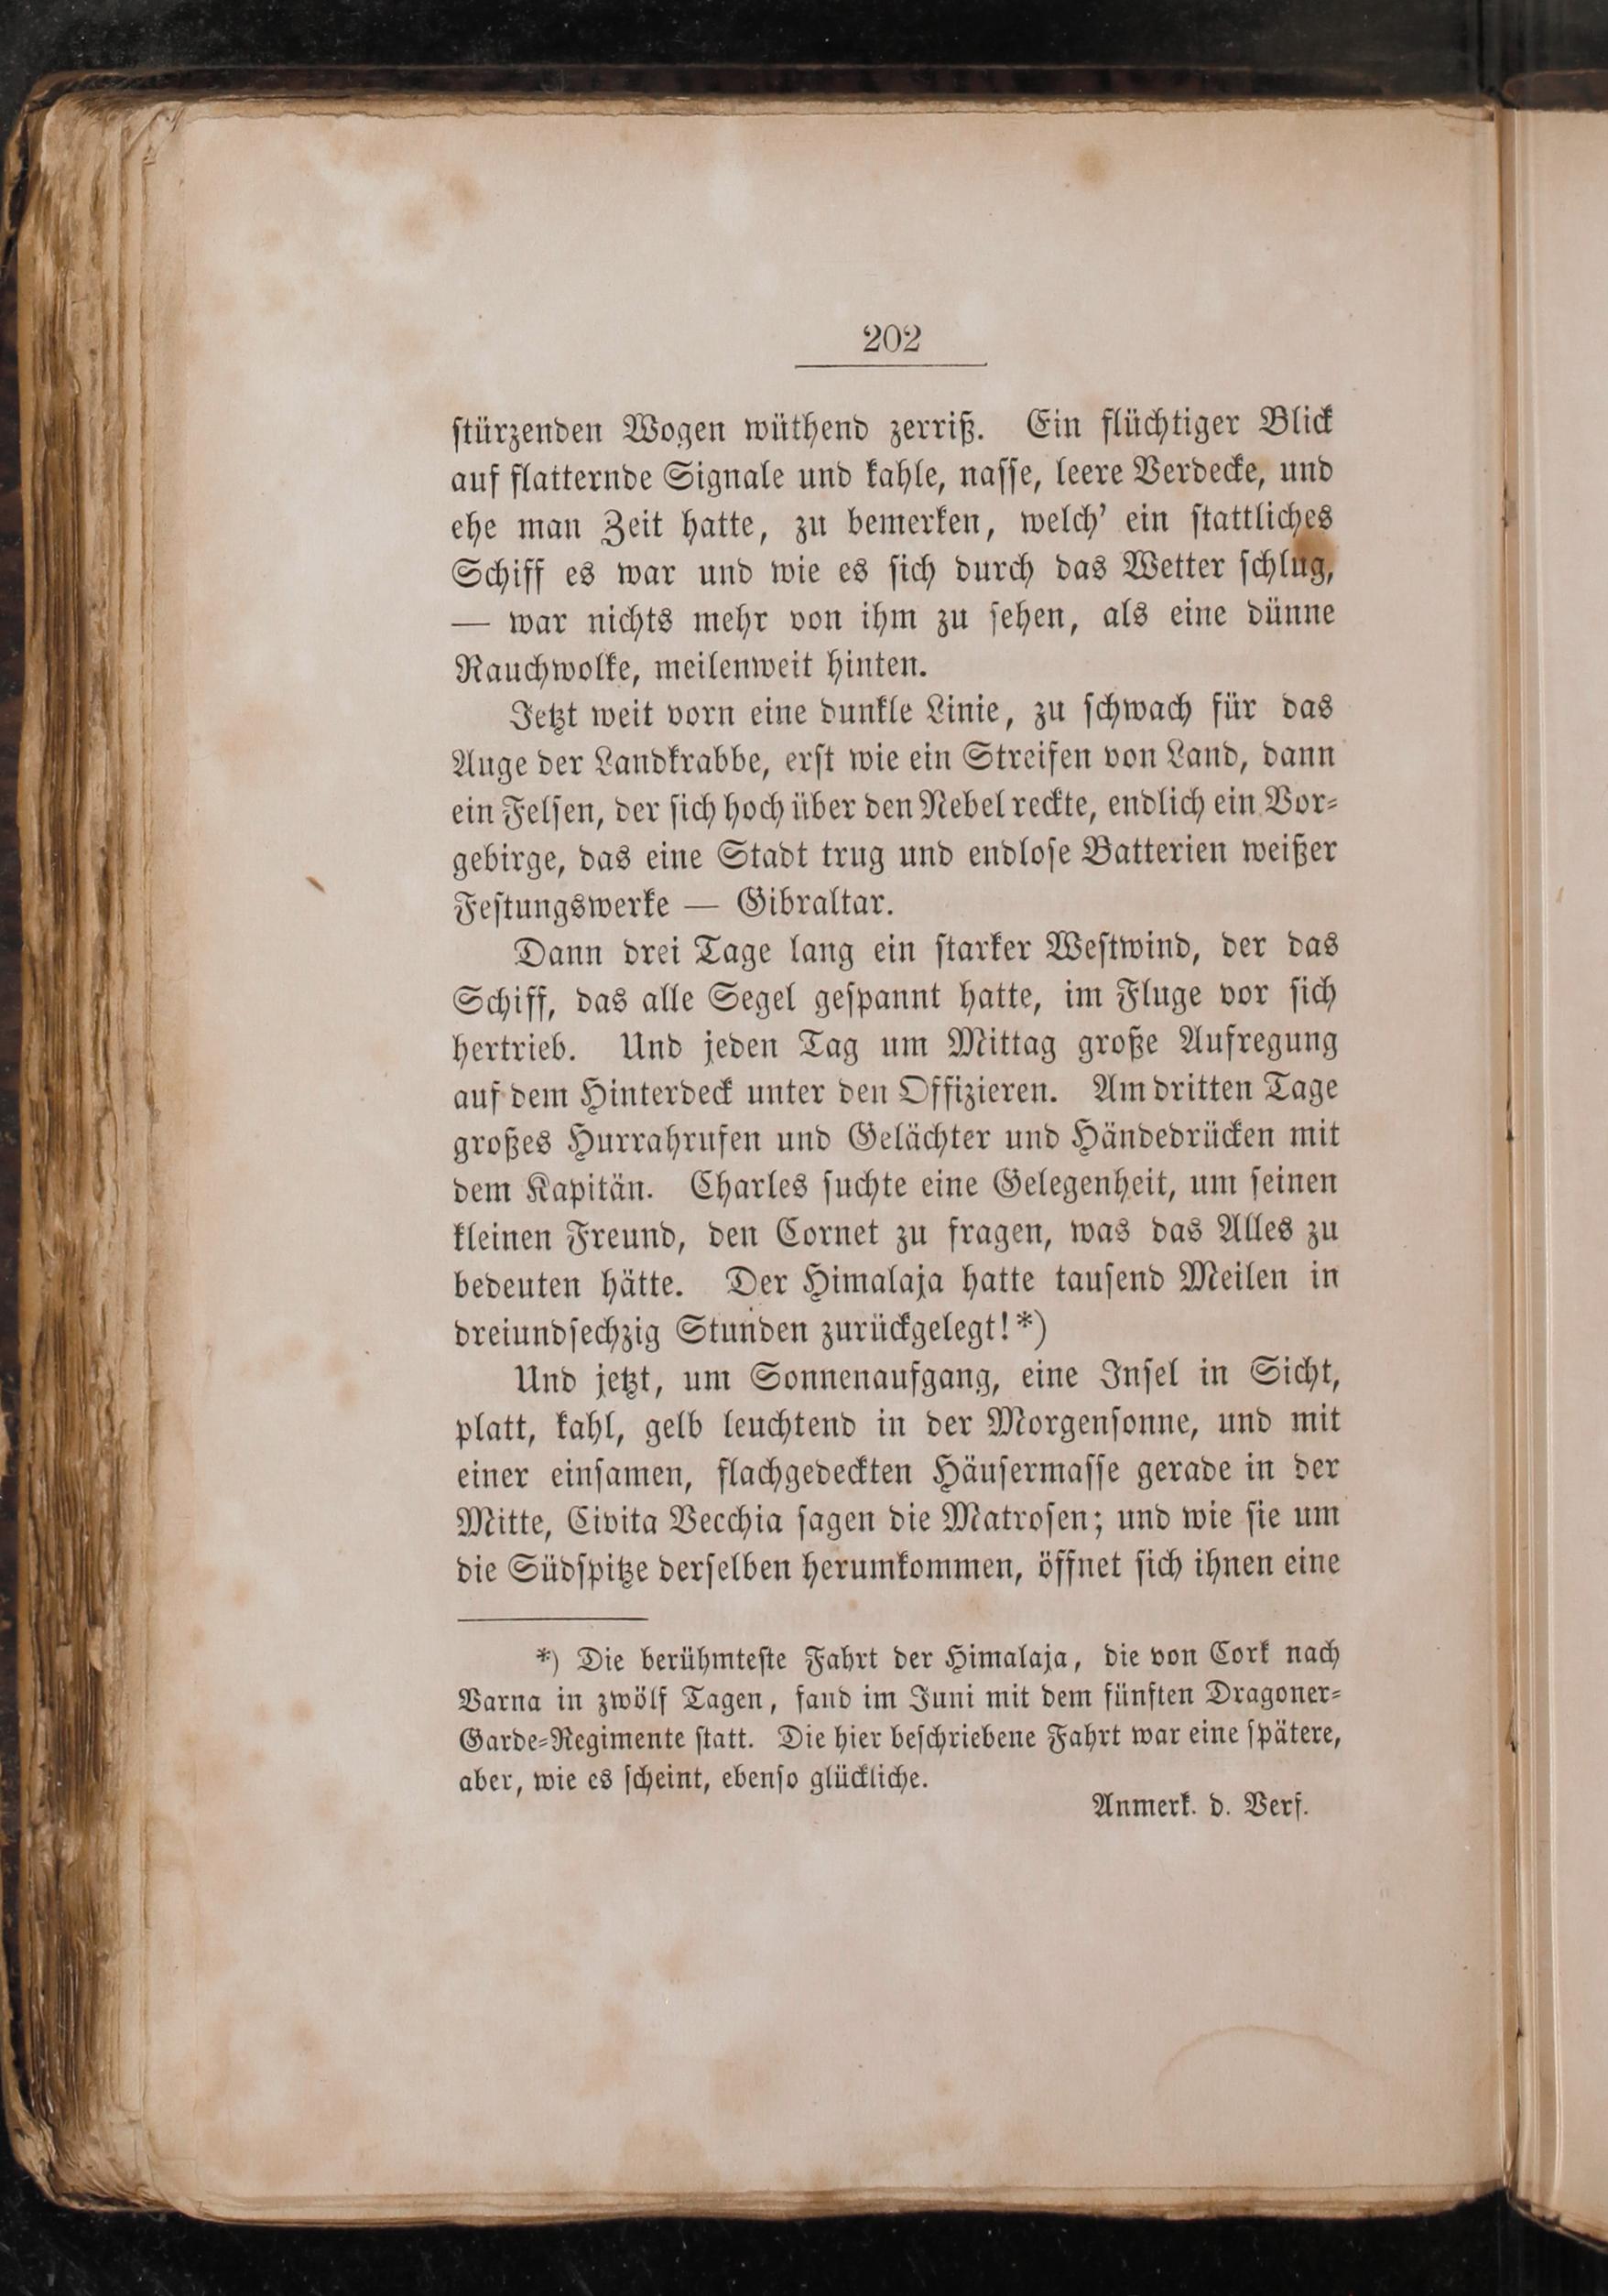 202
stürzenden Wogen wüthend zerriß. Ein flüchtiger Blick
auf flatternde Signale und kahle, nasse, leere Verdecke, und
ehe man Zeit hatte, zu bemerken, welch' ein stattliches
Schiff es war und wie es sich durch das Wetter schlug,
— war nichts mehr von ihm zu sehen, als eine dünne
Rauchwolke, meilenweit hinten.
Jetzt weit vorn eine dunkle Linie, zu schwach für das
Auge der Landkrabbe, erst wie ein Streifen von Land, dann
ein Felsen, der sich hoch über den Nebel reckte, endlich ein Vor-
gebirge, das eine Stadt trug und endlose Batterien weißer
Festungswerke — Gibraltar.
Dann drei Tage lang ein starker Westwind, der das
Schiff, das alle Segel gespannt hatte, im Fluge vor sich
hertrieb. Und jeden Tag um Mittag große Aufregung
auf dem Hinterdeck unter den Offizieren. Am dritten Tage
großes Hurrahrufen und Gelächter und Händedrücken mit
dem Kapitän. Charles suchte eine Gelegenheit, um seinen
kleinen Freund, den Cornet zu fragen, was das Alles zu
bedeuten hätte. Der Himalaja hatte tausend Meilen in
dreiundsechzig Stunden zurückgelegt!*)
Und jetzt, um Sonnenaufgang, eine Insel in Sicht,
platt, kahl, gelb leuchtend in der Morgensonne, und mit
einer einsamen, flachgedeckten Häusermasse gerade in der
Mitte, Civita Vecchia sagen die Matrosen; und wie sie um
die Südspitze derselben herumkommen, öffnet sich ihnen eine
*) Die berühmteste Fahrt der Himalaja, die von Cork nach
Varna in zwölf Tagen, fand im Juni mit dem fünften Dragoner-
Garde-Regimente statt. Die hier beschriebene Fahrt war eine spätere,
aber, wie es scheint, ebenso glückliche.
Anmerk. d. Verf.